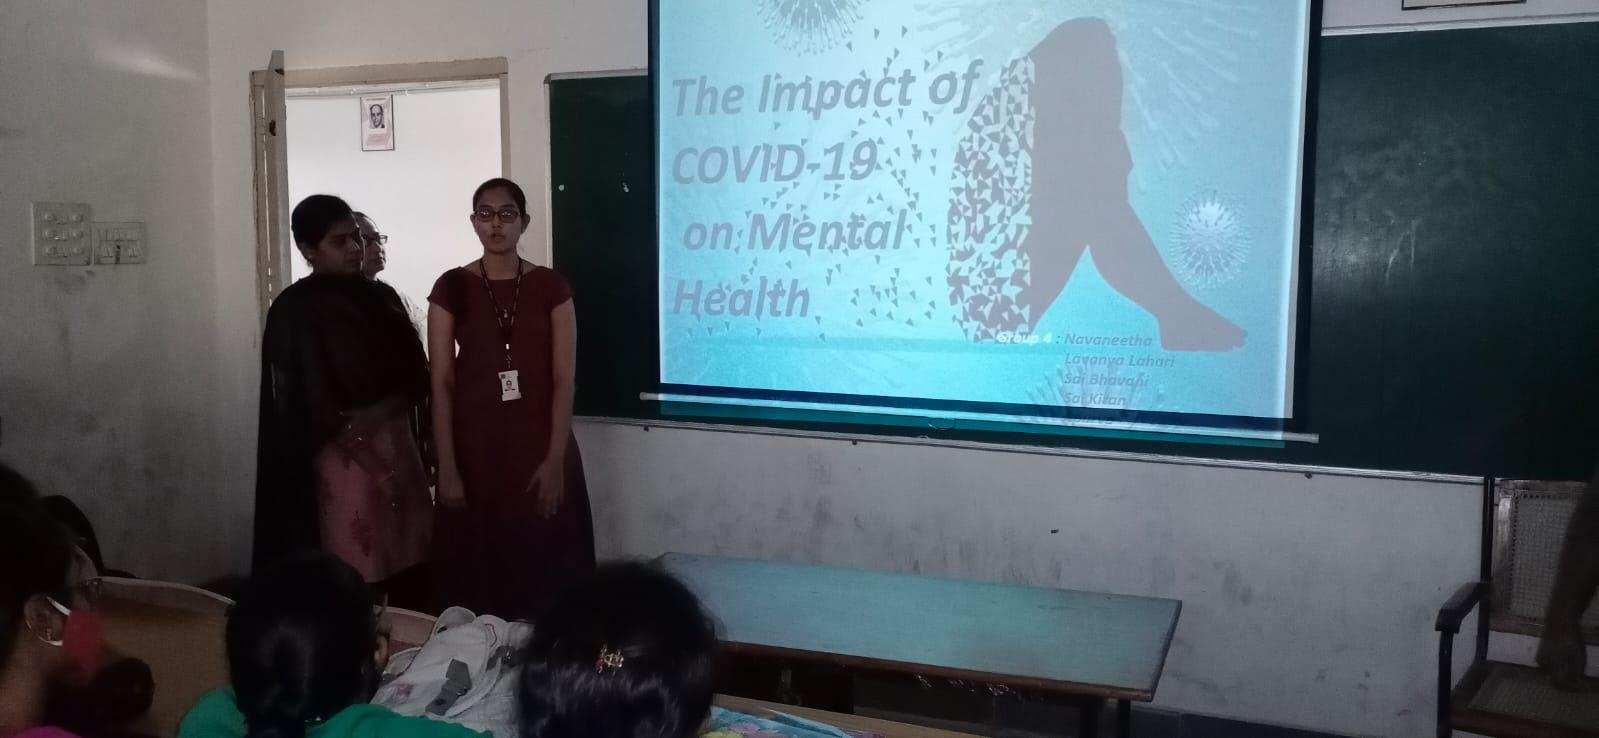 The Impact of
COVID-19
on Mental
Health
Group 4 : Navaneetha
Lavanya Lahari
Sai Bhavani
Sai Kiran